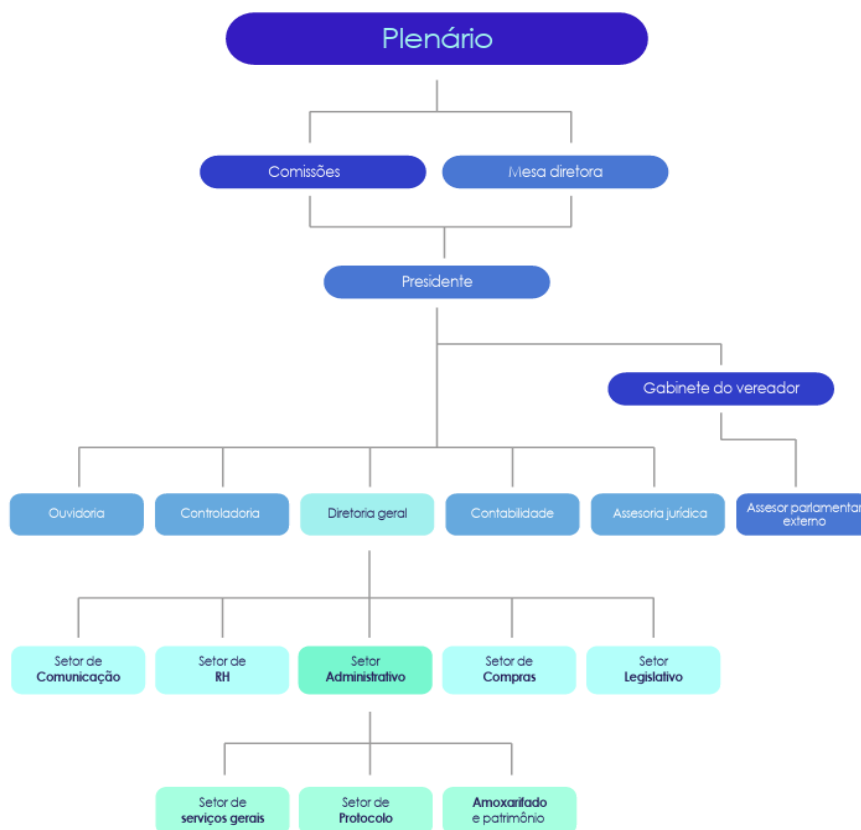 Plenário
Comissões
Mesa diretora
Presidente
Gabinete do vereador
Ouvidoria
Controladoria
Diretoria geral
Contabilidade
Assesoria jurídica
Assesor parlamentar
externo
Setor de
Comunicação
Setor de
RH
Setor
Administrativo
Setor de
Compras
Setor
Legislativo
Setor de
serviços gerais
Setor de
Protocolo
Amoxarifado
e patrimônio